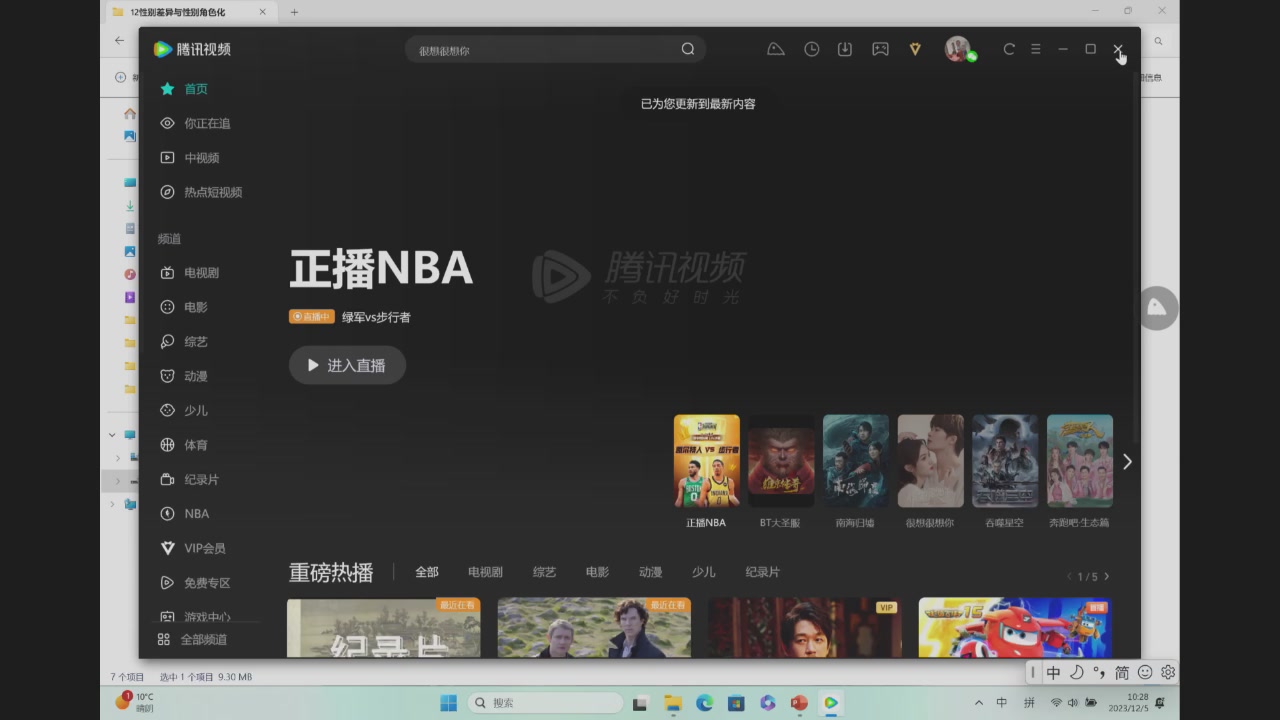 12性别差异与性别角色化
腾讯视频
很想很想你
首页
已为您更新到最新内容
你正在追
中视频
热点短视频
频道
电视剧
电影
综艺
动漫
少儿
体育
纪录片
NBA
VIP会员
免费专区
游戏中心
全部频道
正播NBA
腾讯视频
不负好时光
直播中 绿军vs步行者
进入直播
正播NBA
BT大圣服
南海归墟
很想很想你
吞噬星空
奔跑吧·生态篇
重磅热播
全部
电视剧
综艺
电影
动漫
少儿
纪录片
1 / 5
最近在看
纪录片
最近在看
VIP
7 个项目 选中 1 个项目 9.30 MB
中 简
1
10°C
晴朗
搜索
中 拼
10:28
2023/12/5